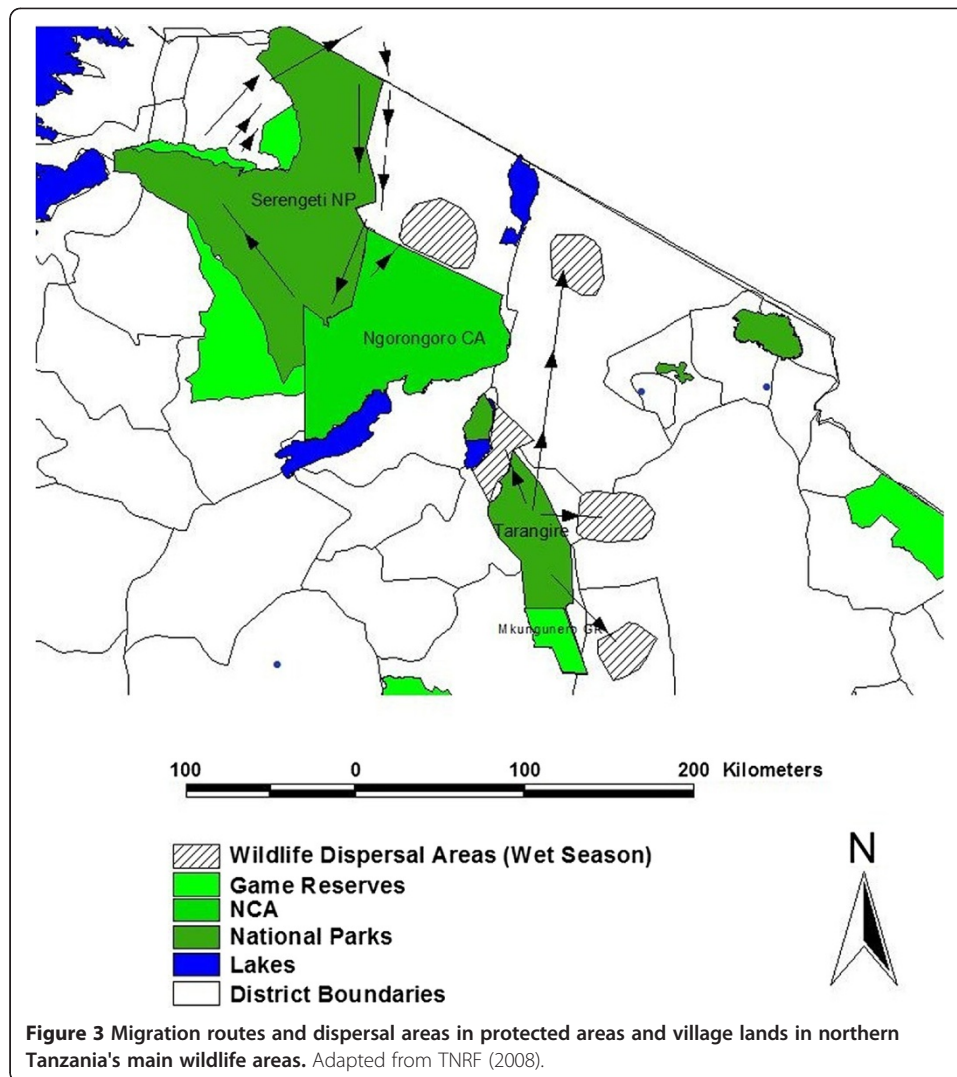 Serengeti NP
Ngorongoro CA
Tarangire
Mkungunero GR
100 0 100 200 Kilometers
N
Wildlife Dispersal Areas (Wet Season)
Game Reserves
NCA
National Parks
Lakes
District Boundaries
Figure 3 Migration routes and dispersal areas in protected areas and village lands in northern
Tanzania's main wildlife areas. Adapted from TNRF (2008).